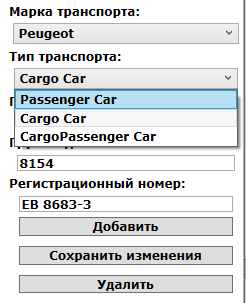 Марка транспорта:
Peugeot
Тип транспорта:
Cargo Car
Passenger Car
Cargo Car
CargoPassenger Car
8154
Регистрационный номер:
EB 8683-3
Добавить
Сохранить изменения
Удалить